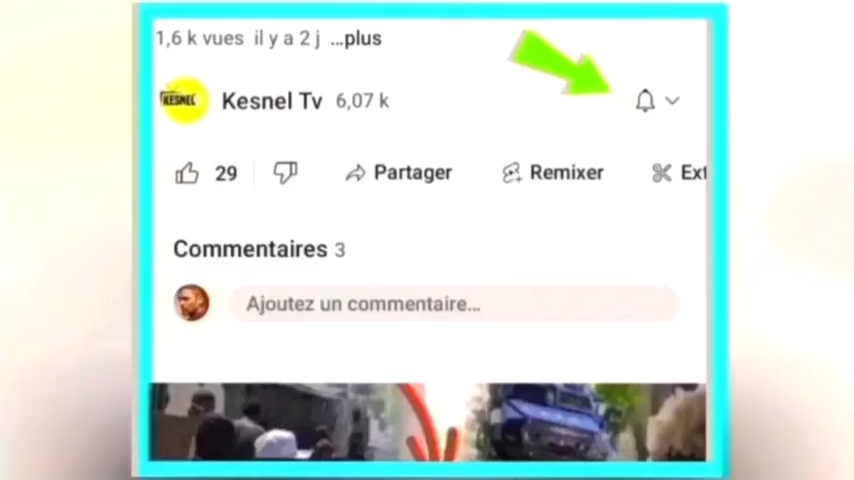 1,6 k vues il y a 2 j ...plus
KESNEL Kesnel Tv 6,07 k
29 Partager Remixer Ext
Commentaires 3
Ajoutez un commentaire...